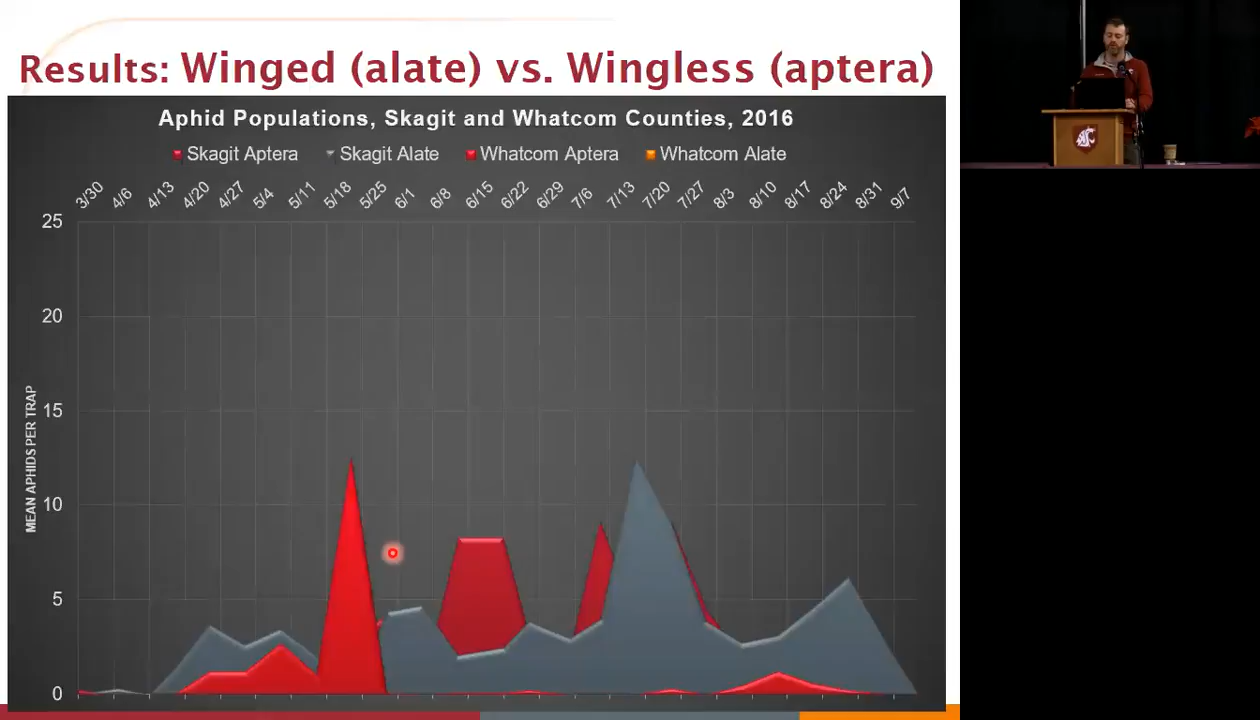 Results: Winged (alate) vs. Wingless (aptera)
Aphid Populations, Skagit and Whatcom Counties, 2016
Skagit Aptera Skagit Alate Whatcom Aptera Whatcom Alate
3/30 4/6 4/13 4/20 4/27 5/4 5/11 5/18 5/25 6/1 6/8 6/15 6/22 6/29 7/6 7/13 7/20 7/27 8/3 8/10 8/17 8/24 8/31 9/7
25
20
15
10
5
0
MEAN APHIDS PER TRAP